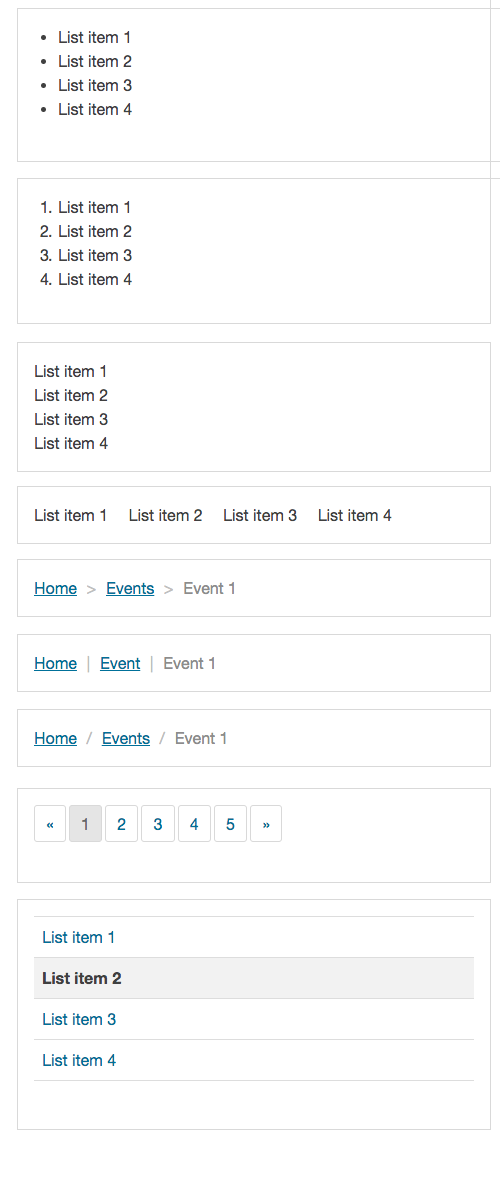 • List item 1
• List item 2
• List item 3
• List item 4
1. List item 1
2. List item 2
3. List item 3
4. List item 4
List item 1
List item 2
List item 3
List item 4
List item 1 List item 2 List item 3 List item 4
Home > Events > Event 1
Home | Event | Event 1
Home / Events / Event 1
« 1 2 3 4 5 »
List item 1
List item 2
List item 3
List item 4